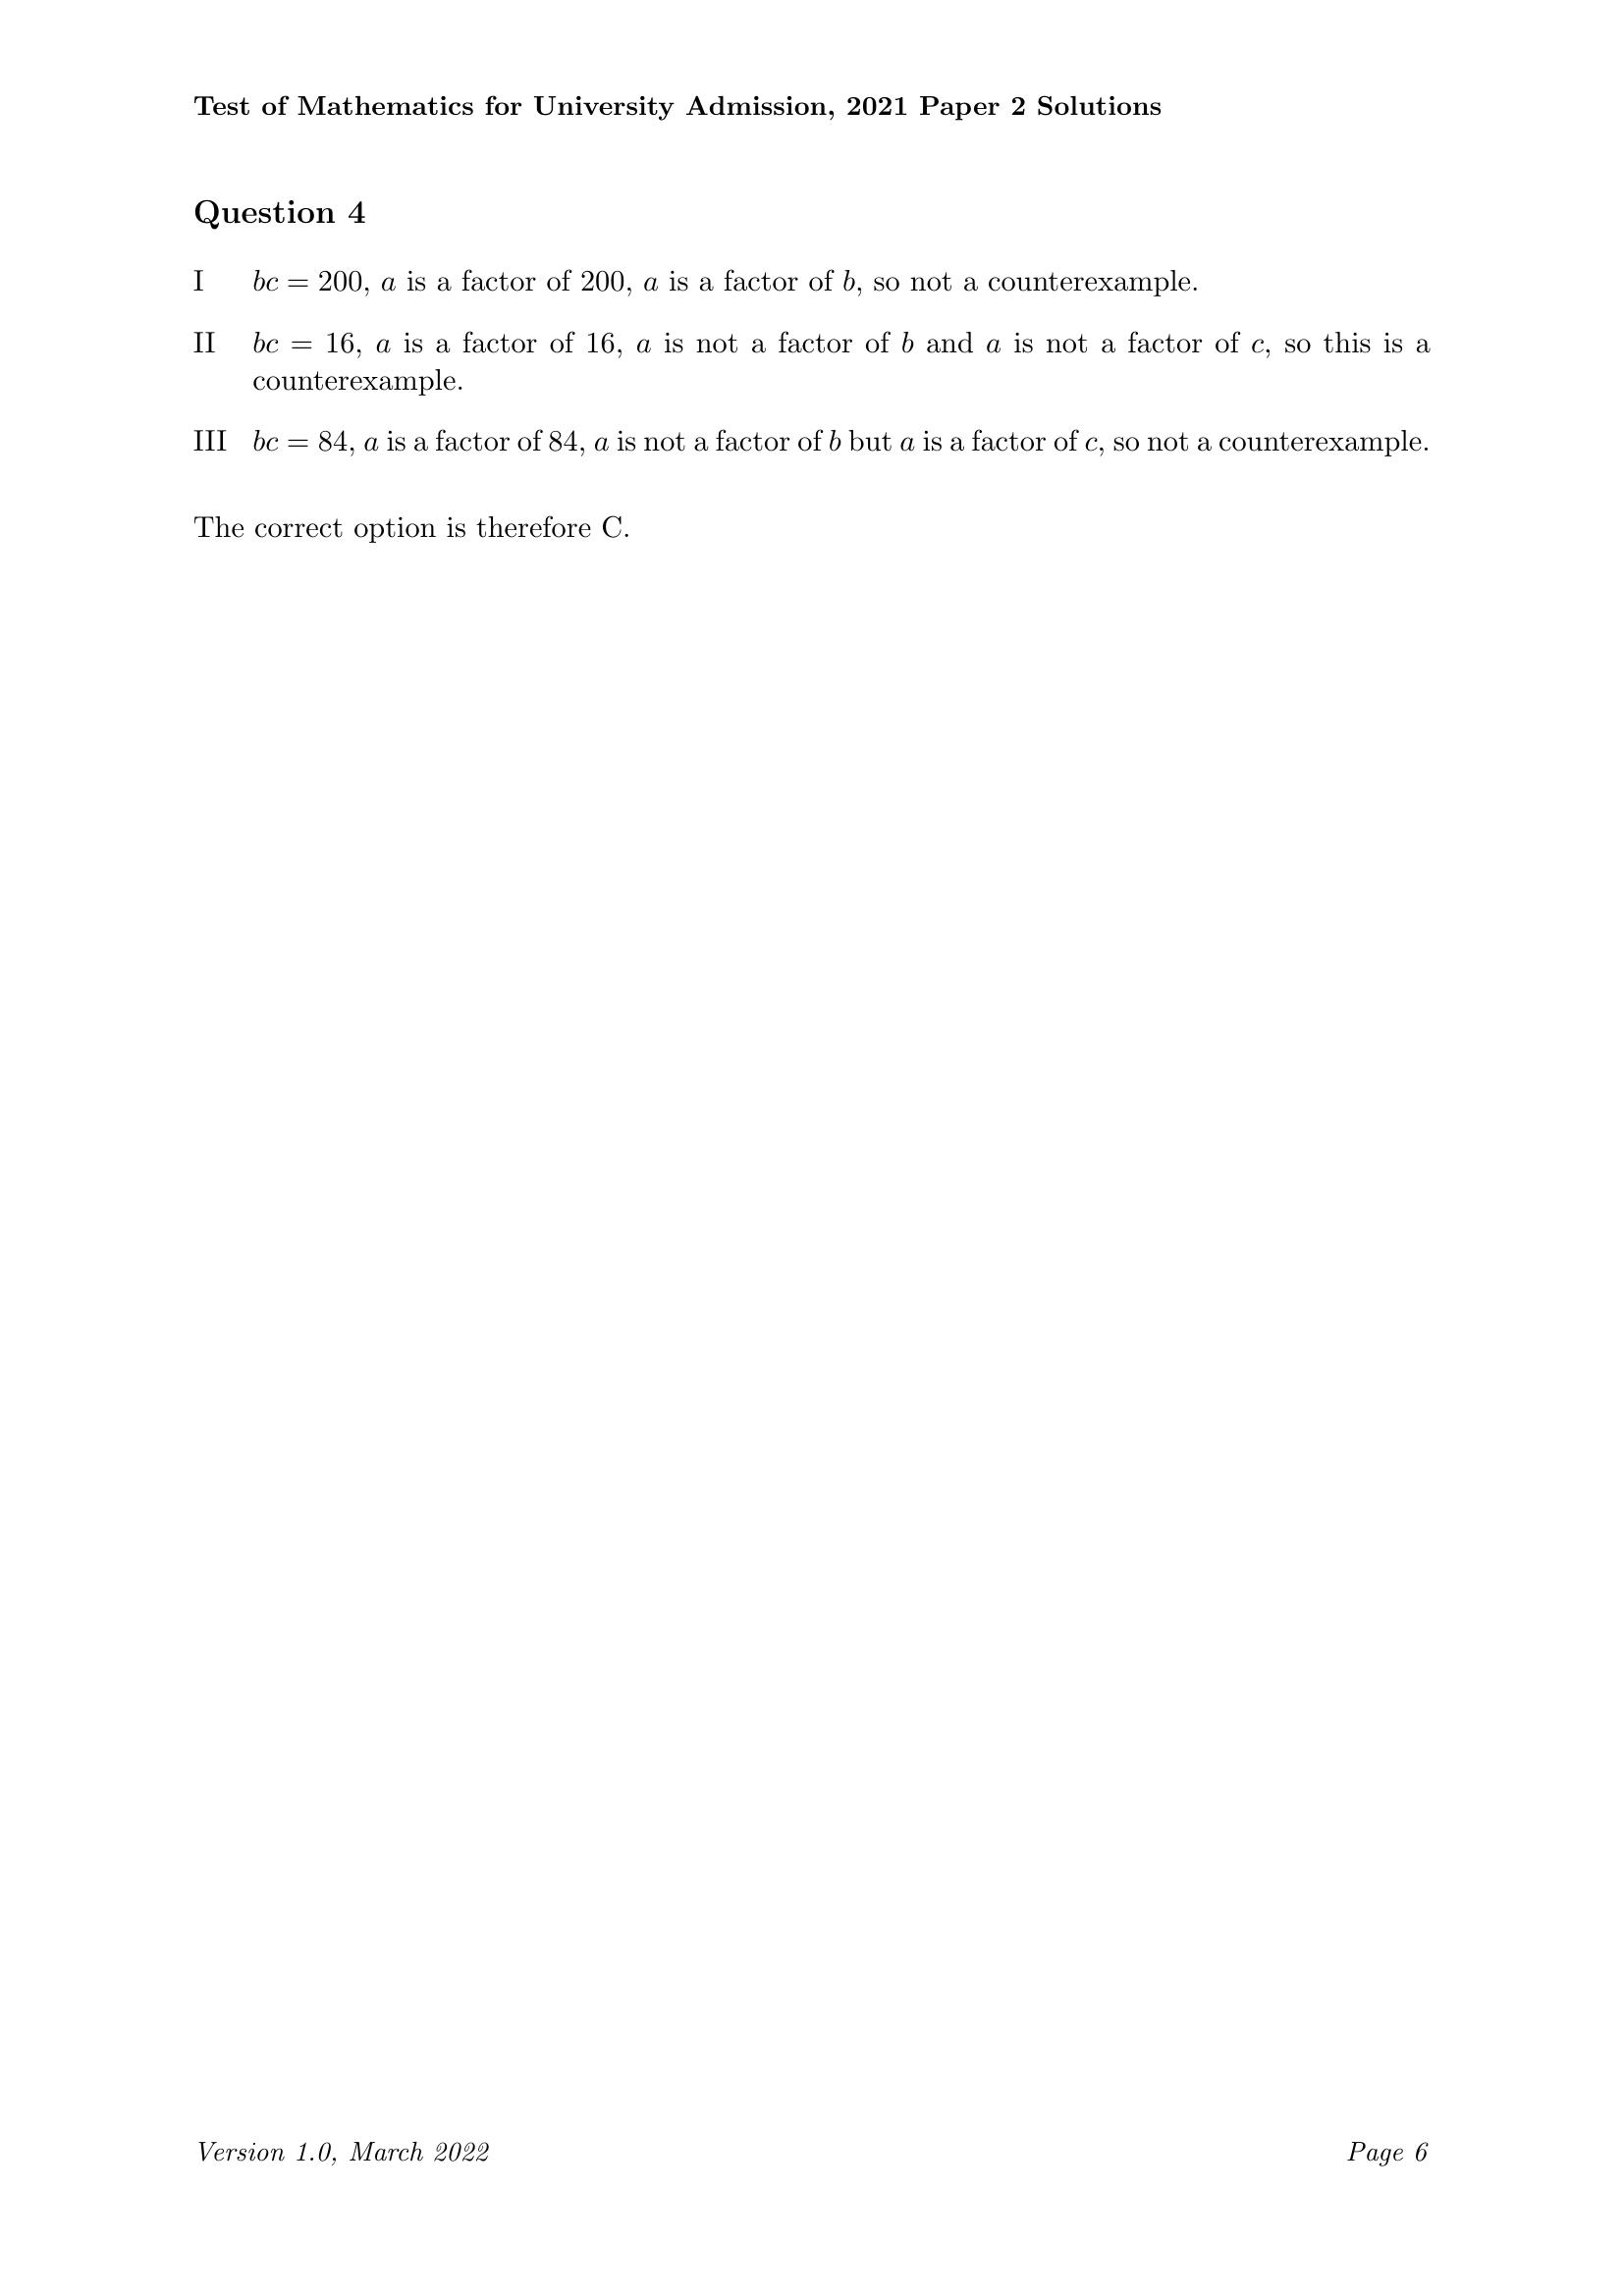 Test of Mathematics for University Admission, 2021 Paper 2 Solutions
Question 4
I bc = 200, a is a factor of 200, a is a factor of b, so not a counterexample.
II bc = 16, a is a factor of 16, a is not a factor of b and a is not a factor of c, so this is a
counterexample.
III bc = 84, a is a factor of 84, a is not a factor of b but a is a factor of c, so not a counterexample.
The correct option is therefore C.
Version 1.0, March 2022 Page 6